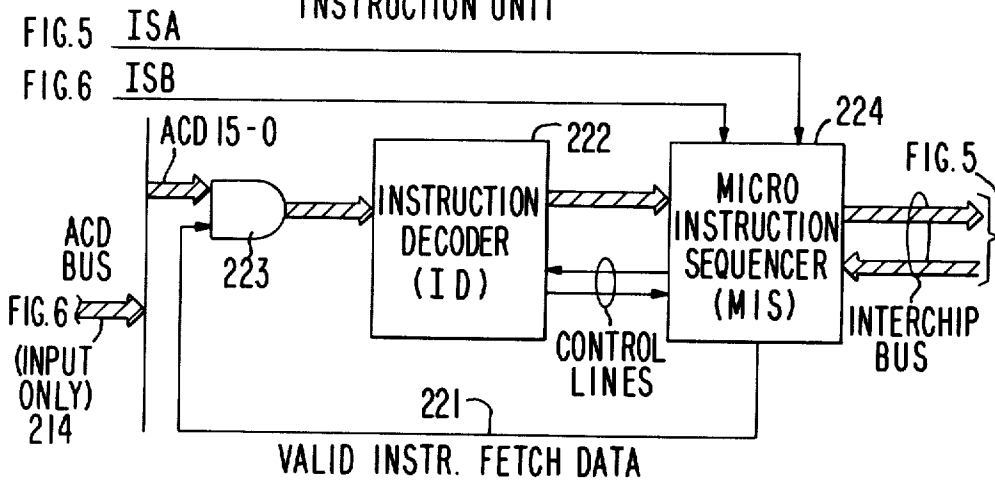 INSTRUCTION UNIT
FIG.5 ISA
FIG.6 ISB
ACD 15-0
222
224
FIG.5
ACD
BUS
223
INSTRUCTION
DECODER
(ID)
MICRO
INSTRUCTION
SEQUENCER
(MIS)
FIG.6
(INPUT
ONLY)
214
CONTROL
LINES
INTERCHIP
BUS
221
VALID INSTR. FETCH DATA